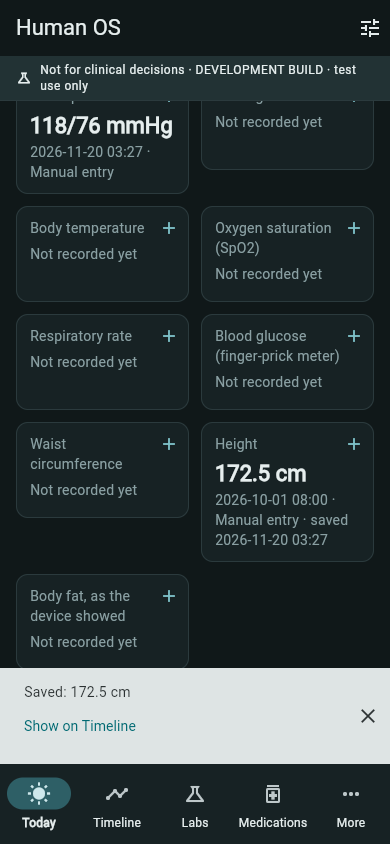 Human OS
Not for clinical decisions · DEVELOPMENT BUILD · test
use only
118/76 mmHg
2026-11-20 03:27 ·
Manual entry
Not recorded yet
Body temperature
Not recorded yet
Oxygen saturation
(SpO2)
Not recorded yet
Respiratory rate
Not recorded yet
Blood glucose
(finger-prick meter)
Not recorded yet
Waist
circumference
Not recorded yet
Height
172.5 cm
2026-10-01 08:00 ·
Manual entry · saved
2026-11-20 03:27
Body fat, as the
device showed
Not recorded yet
Saved: 172.5 cm
Show on Timeline
Today
Timeline
Labs
Medications
More